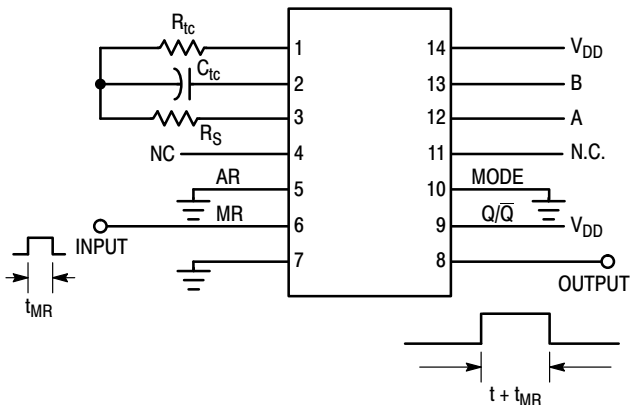 R_tc
1
14
V_DD
C_tc
2
13
B
3
12
A
R_S
NC
4
11
N.C.
AR
5
10
MODE
MR
6
9
Q/Q̅
V_DD
INPUT
7
8
OUTPUT
t_MR
t + t_MR